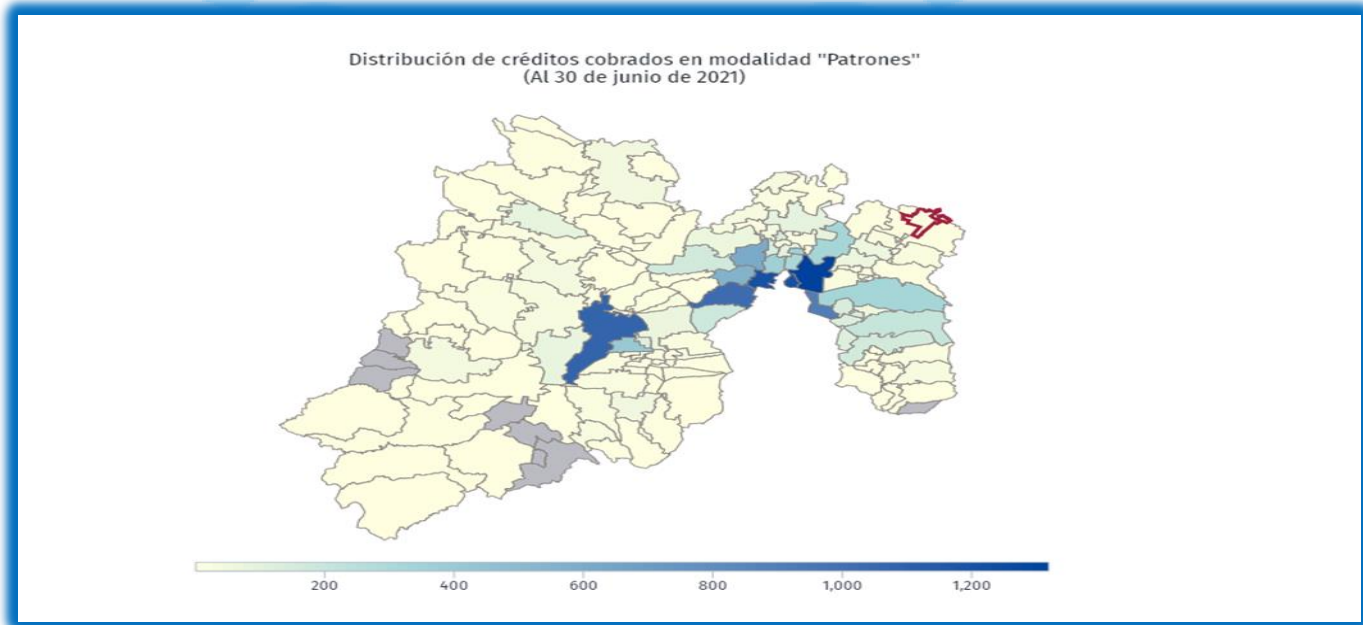 Distribución de créditos cobrados en modalidad "Patrones"
(Al 30 de junio de 2021)
200 400 600 800 1,000 1,200